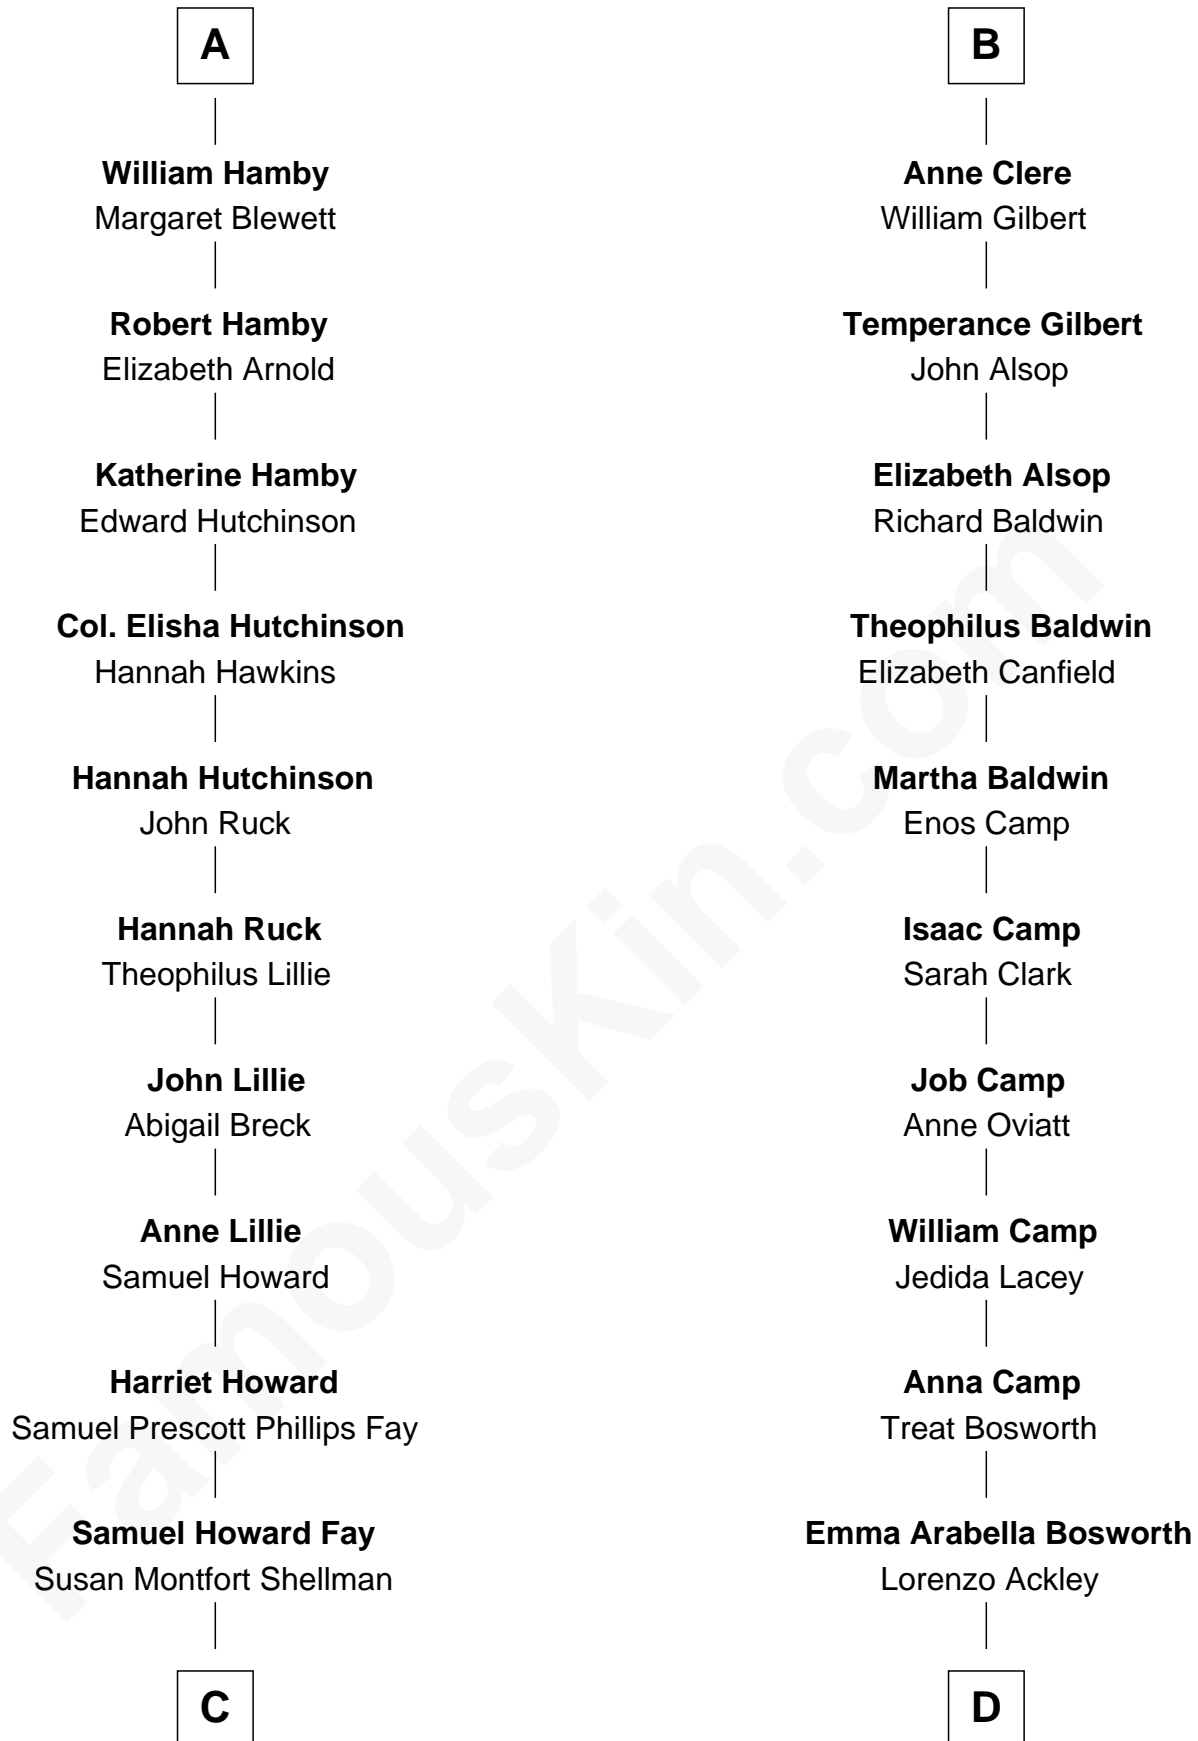 A
William Hamby
Margaret Blewett
Robert Hamby
Elizabeth Arnold
Katherine Hamby
Edward Hutchinson
Col. Elisha Hutchinson
Hannah Hawkins
Hannah Hutchinson
John Ruck
Hannah Ruck
Theophilus Lillie
John Lillie
Abigail Breck
Anne Lillie
Samuel Howard
Harriet Howard
Samuel Prescott Phillips Fay
Samuel Howard Fay
Susan Montfort Shellman
C
B
Anne Clere
William Gilbert
Temperance Gilbert
John Alsop
Elizabeth Alsop
Richard Baldwin
Theophilus Baldwin
Elizabeth Canfield
Martha Baldwin
Enos Camp
Isaac Camp
Sarah Clark
Job Camp
Anne Oviatt
William Camp
Jedida Lacey
Anna Camp
Treat Bosworth
Emma Arabella Bosworth
Lorenzo Ackley
D
FamousKin.com